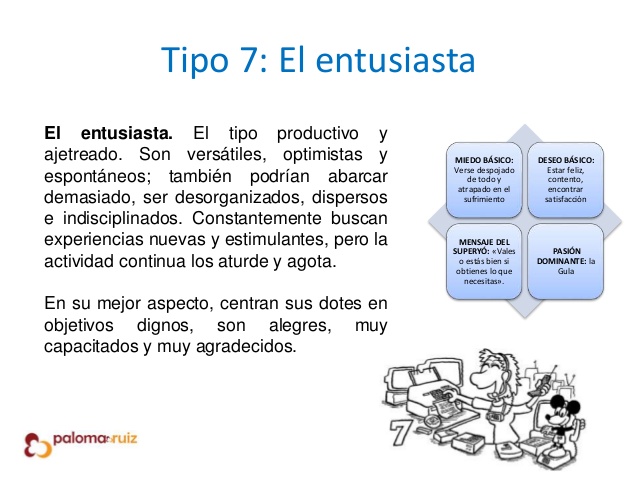 Tipo 7: El entusiasta
El entusiasta. El tipo productivo y
ajetreado. Son versátiles, optimistas y
espontáneos; también podrían abarcar
demasiado, ser desorganizados, dispersos
e indisciplinados. Constantemente buscan
experiencias nuevas y estimulantes, pero la
actividad continua los aturde y agota.
En su mejor aspecto, centran sus dotes en
objetivos dignos, son alegres, muy
capacitados y muy agradecidos.
MIEDO BÁSICO:
Verse despojado
de todo y
atrapado en el
sufrimiento
DESEO BÁSICO:
Estar feliz,
contento,
encontrar
satisfacción
MENSAJE DEL
SUPERYÓ: «Vales
o estás bien si
obtienes lo que
necesitas».
PASIÓN
DOMINANTE: la
Gula
7
paloma ruiz